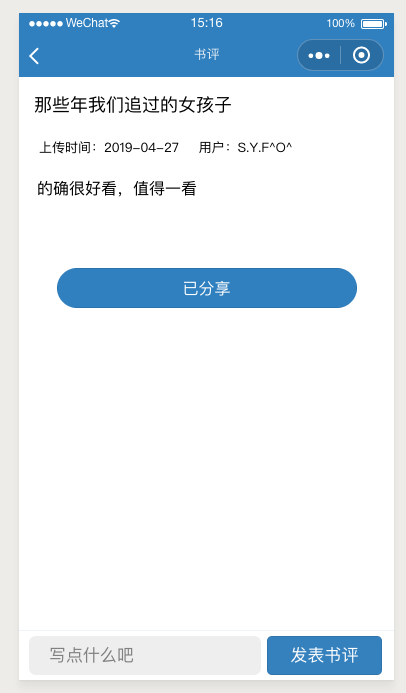 WeChat 15:16 100%
书评
那些年我们追过的女孩子
上传时间：2019-04-27 用户：S.Y.F^O^
的确很好看，值得一看
已分享
写点什么吧 发表书评